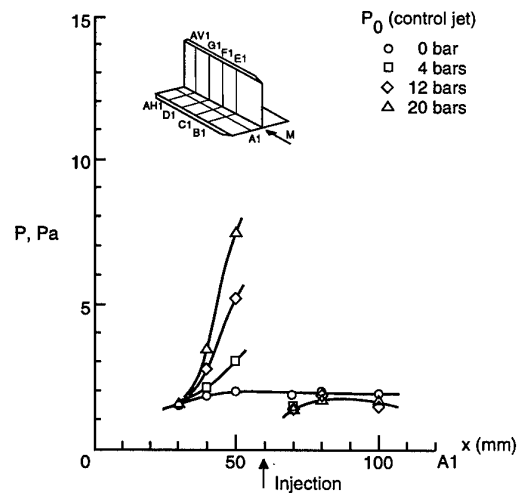 P0 (control jet)
0 bar
4 bars
12 bars
20 bars
15
10
5
0
P, Pa
AV1
G1
F1
E1
AH1
D1
C1
B1
A1
M
0
50
100
A1
x (mm)
Injection